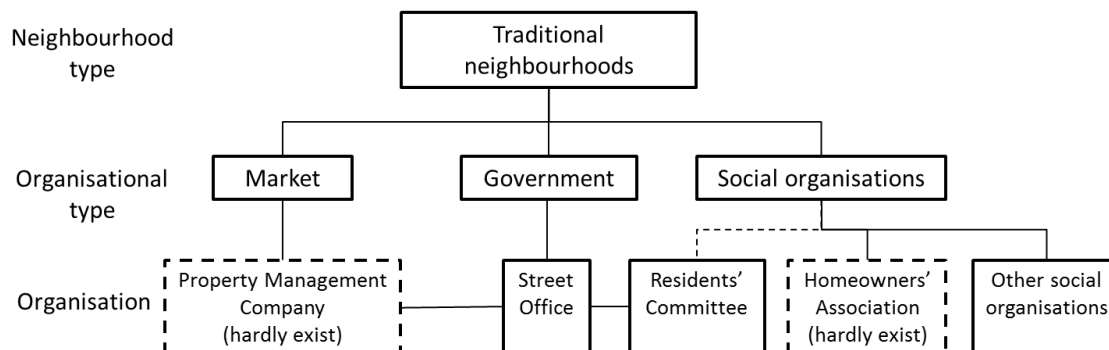 Neighbourhood
type
Traditional
neighbourhoods
Organisational
type
Market
Government
Social organisations
Organisation
Property Management
Company
(hardly exist)
Street
Office
Residents’
Committee
Homeowners’
Association
(hardly exist)
Other social
organisations